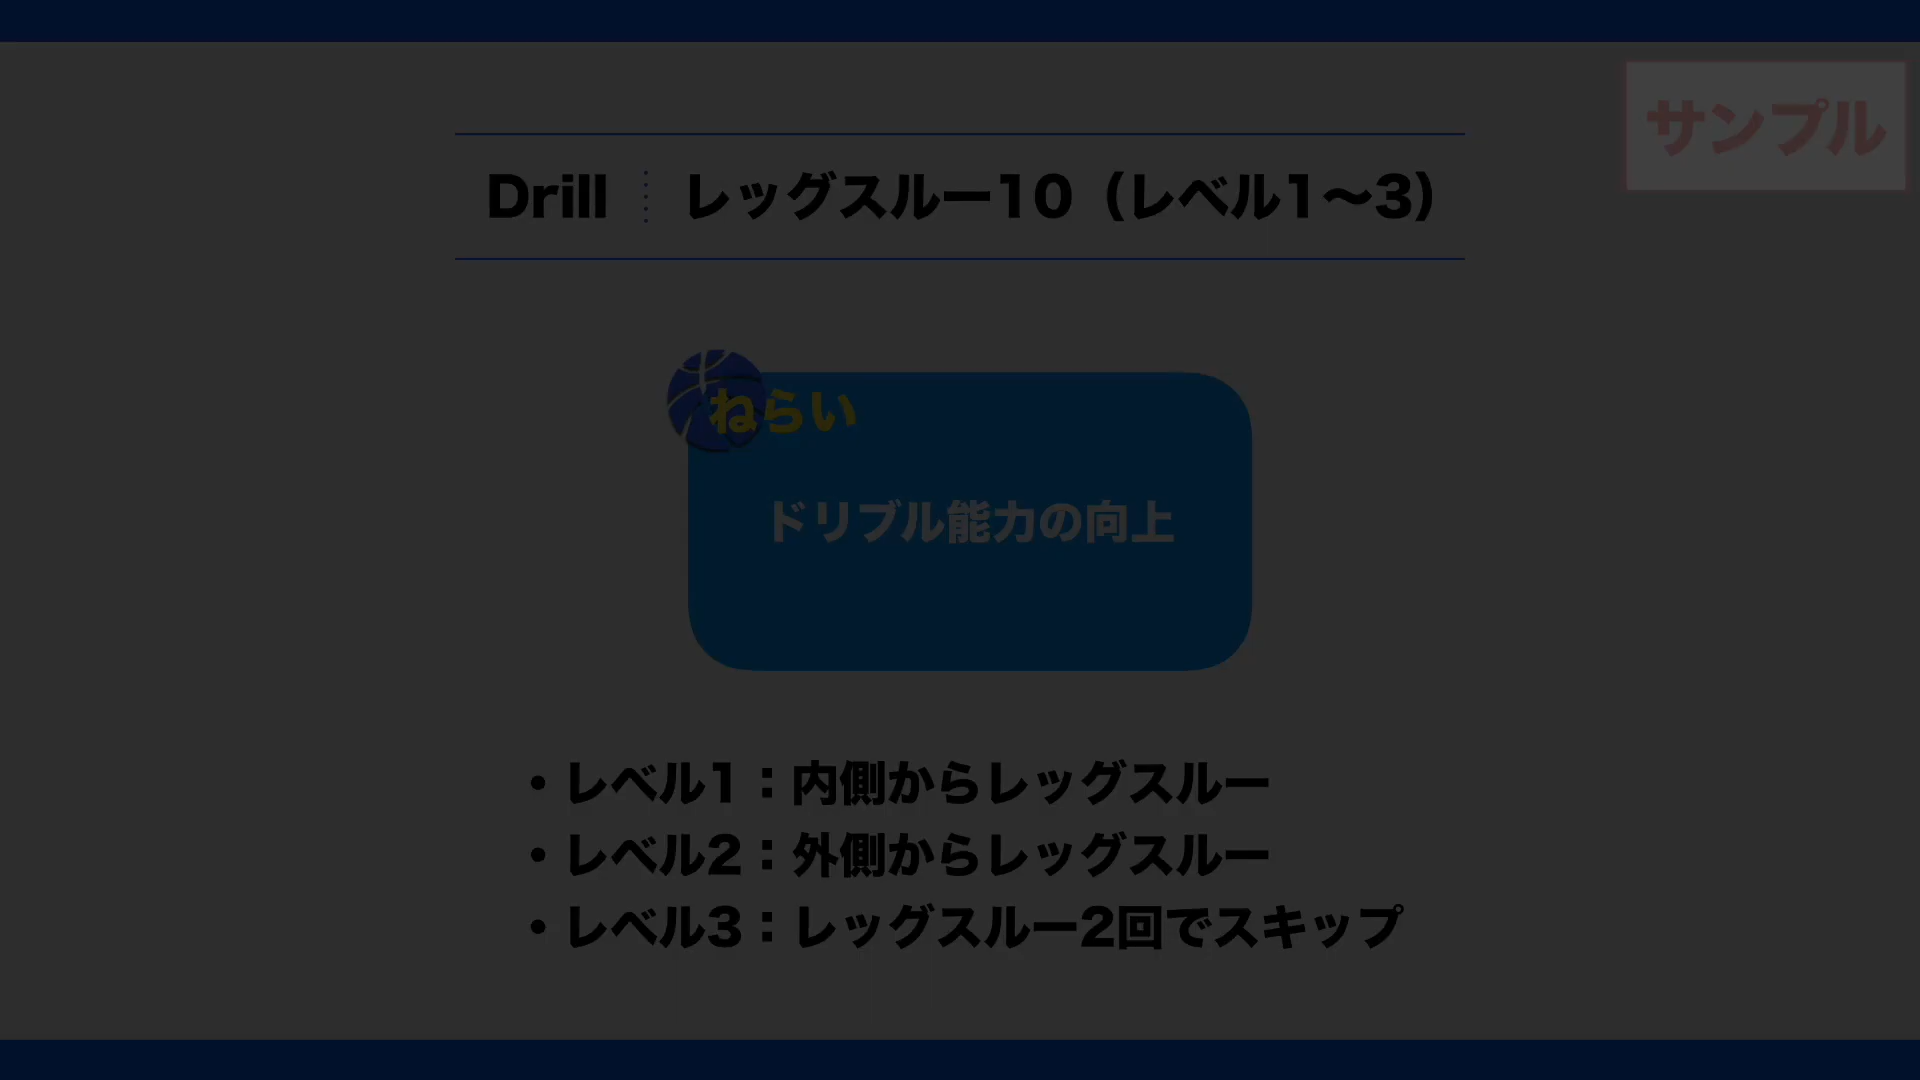 サンプル
Drill レッグスルー10（レベル1〜3）
ねらい
ドリブル能力の向上
・レベル1：内側からレッグスルー
・レベル2：外側からレッグスルー
・レベル3：レッグスルー2回でスキップ